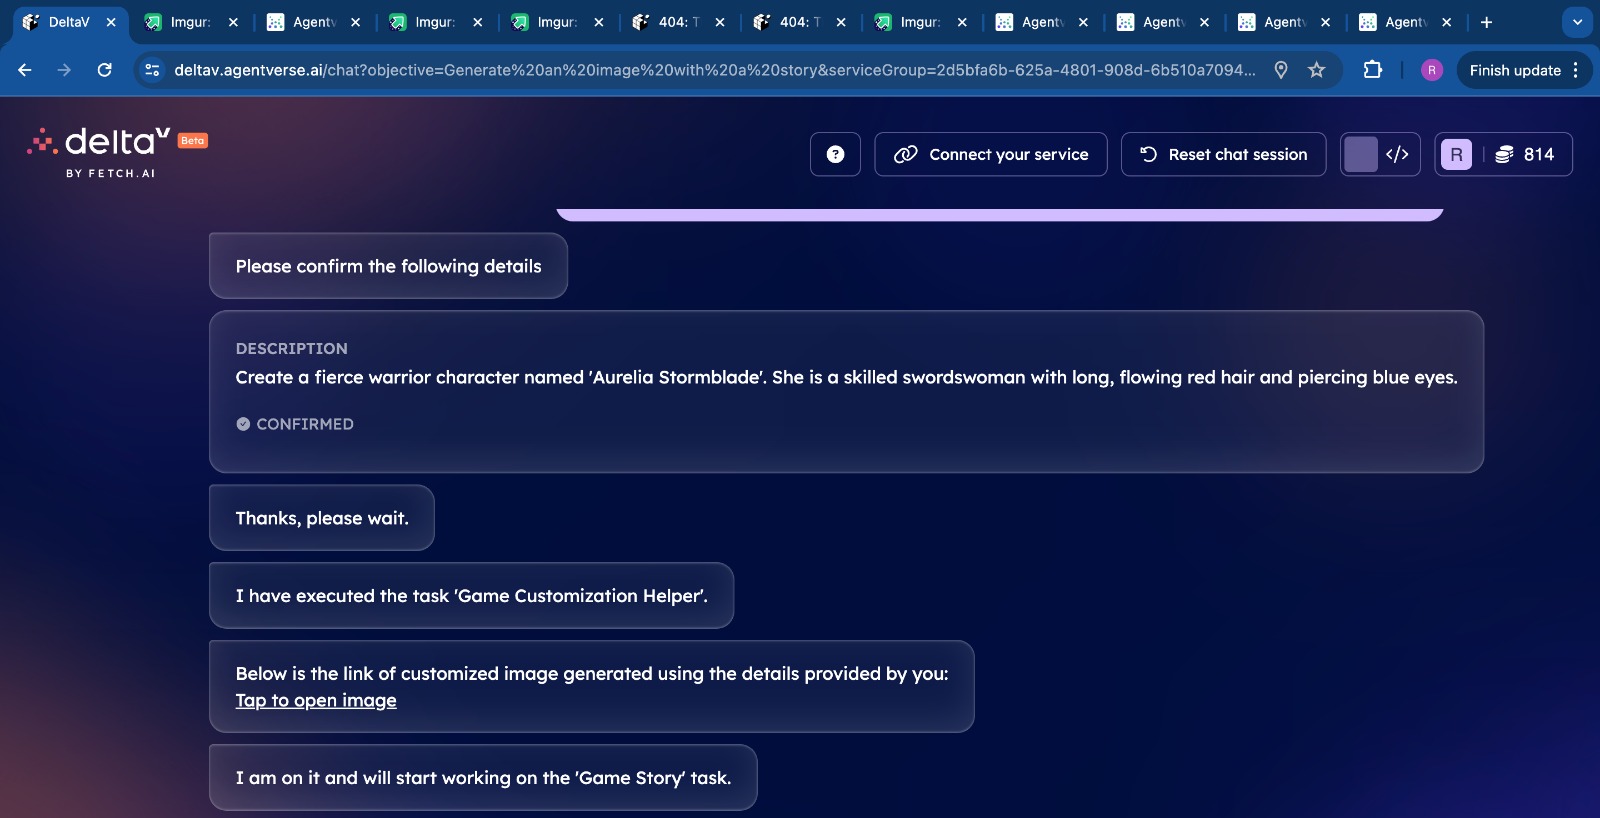 DeltaV
Imgur:
Agentv
Imgur:
Imgur:
404: T
404: T
Imgur:
Agentv
Agentv
Agentv
Agentv
deltav.agentverse.ai/chat?objective=Generate%20an%20image%20with%20a%20story&serviceGroup=2d5bfa6b-625a-4801-908d-6b510a7094...
R
Finish update
deltaV Beta
BY FETCH.AI
?
Connect your service
Reset chat session
</>
R
814
Please confirm the following details
DESCRIPTION
Create a fierce warrior character named 'Aurelia Stormblade'. She is a skilled swordswoman with long, flowing red hair and piercing blue eyes.
CONFIRMED
Thanks, please wait.
I have executed the task 'Game Customization Helper'.
Below is the link of customized image generated using the details provided by you:
Tap to open image
I am on it and will start working on the 'Game Story' task.